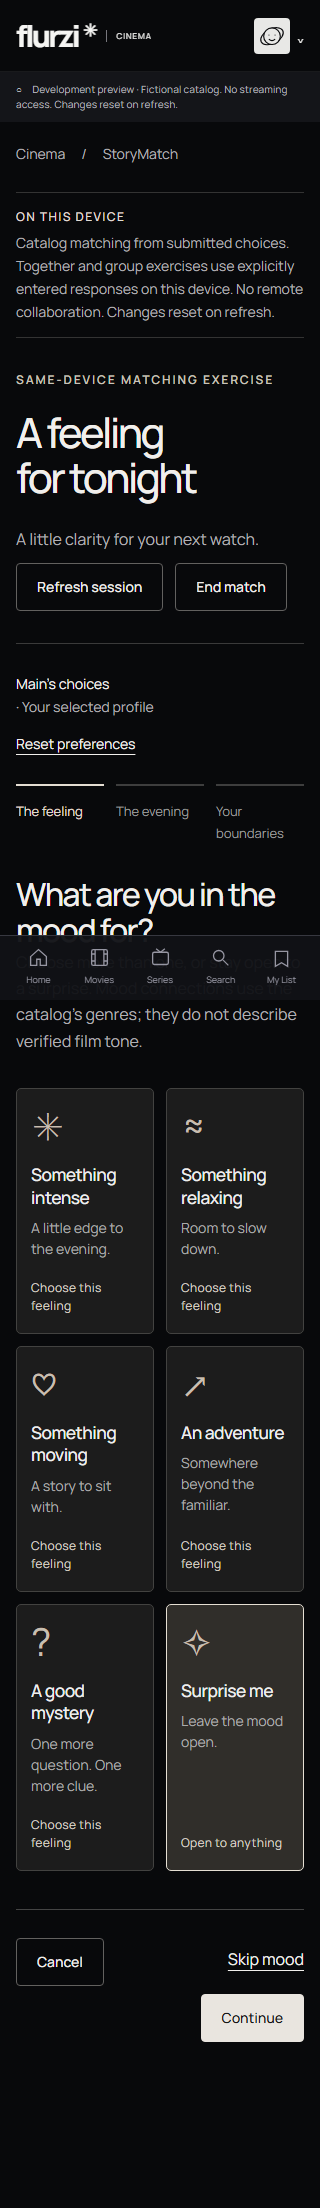 flurzi* | CINEMA
Development preview · Fictional catalog. No streaming
access. Changes reset on refresh.
Cinema / StoryMatch
ON THIS DEVICE
Catalog matching from submitted choices.
Together and group exercises use explicitly
entered responses on this device. No remote
collaboration. Changes reset on refresh.
SAME-DEVICE MATCHING EXERCISE
A feeling
for tonight
A little clarity for your next watch.
Refresh session End match
Main's choices
· Your selected profile
Reset preferences
The feeling The evening Your
boundaries
What are you in the
mood for?
Home Movies Series Search My List
catalog's genres; they do not describe
verified film tone.
Something
intense
A little edge to
the evening.
Choose this
feeling
Something
relaxing
Room to slow
down.
Choose this
feeling
Something
moving
A story to sit
with.
Choose this
feeling
An adventure
Somewhere
beyond the
familiar.
Choose this
feeling
?
A good
mystery
One more
question. One
more clue.
Choose this
feeling
Surprise me
Leave the mood
open.
Open to anything
Cancel Skip mood
Continue